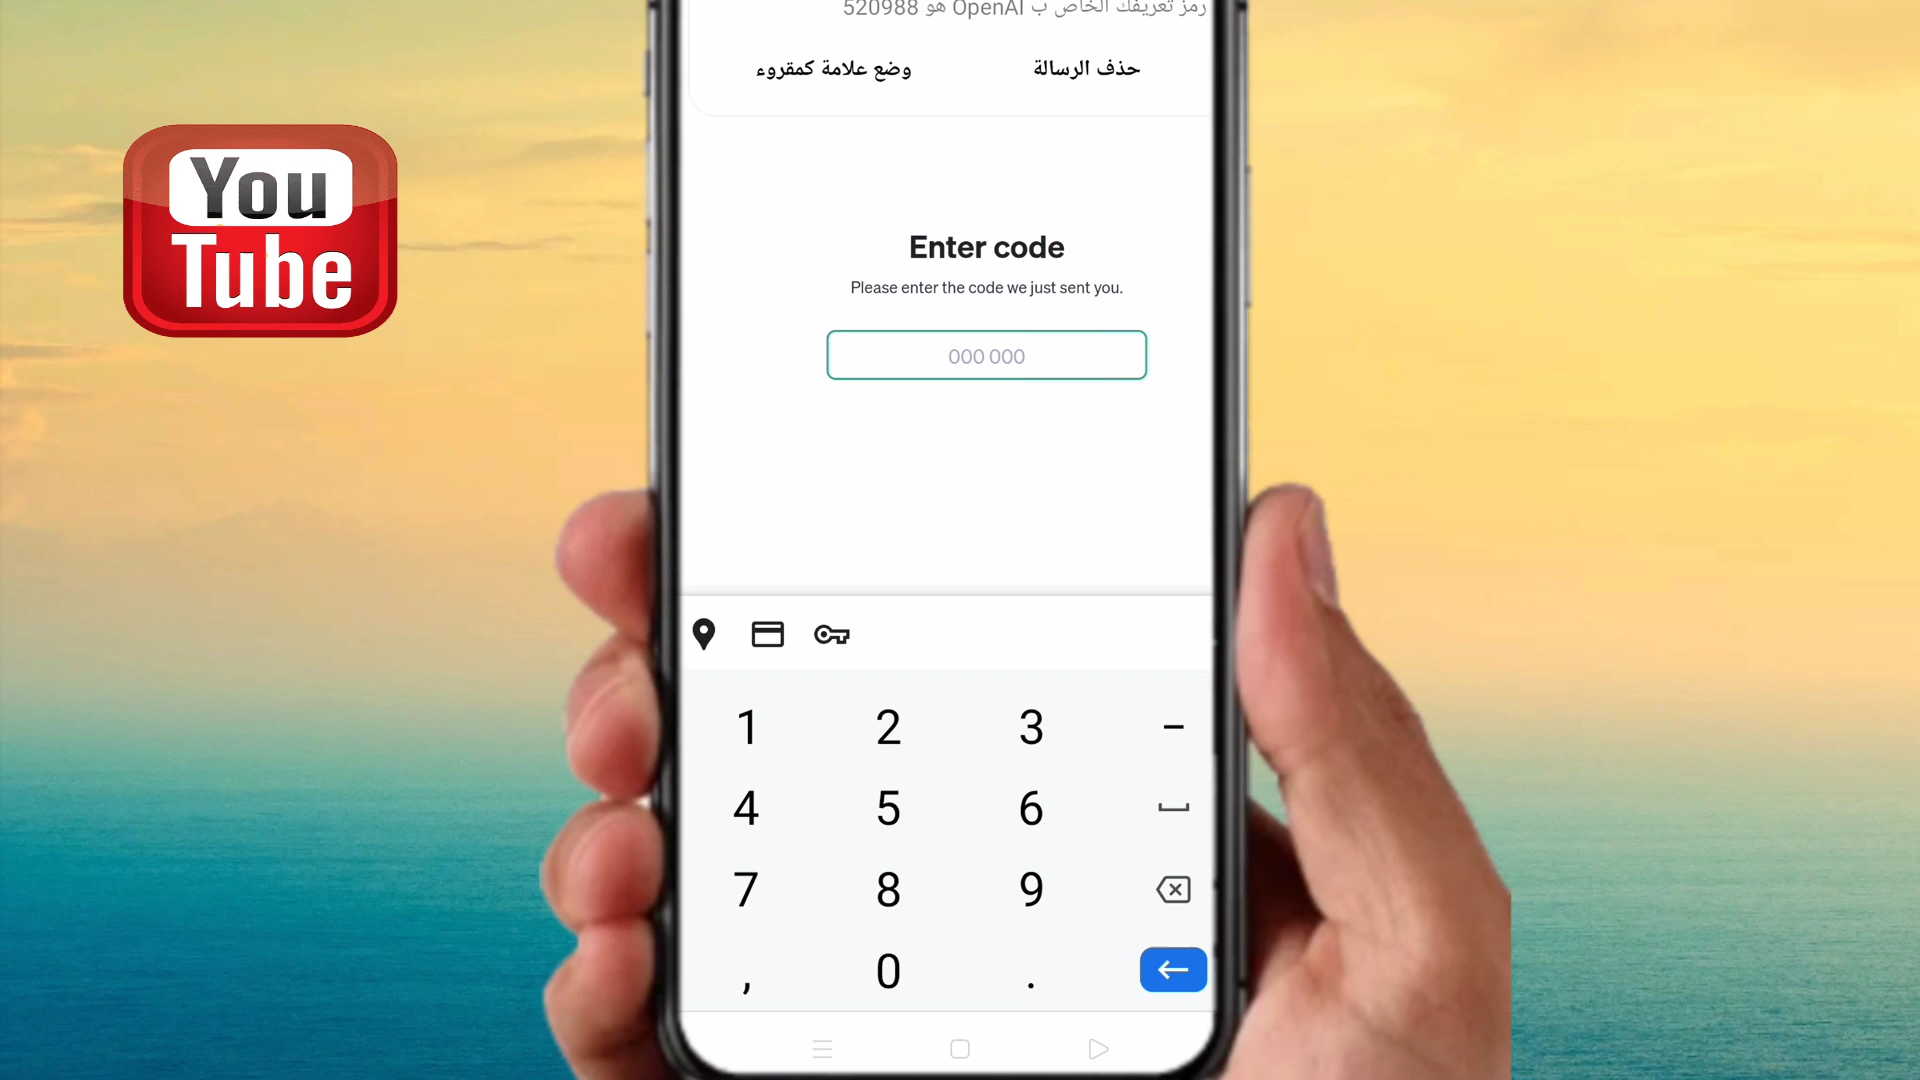 رمز تعريفك الخاص ب OpenAI هو 520988
وضع علامة كمقروء
حذف الرسالة
You
Tube
Enter code
Please enter the code we just sent you.
000 000
1 2 3 –
4 5 6
7 8 9
, 0 .